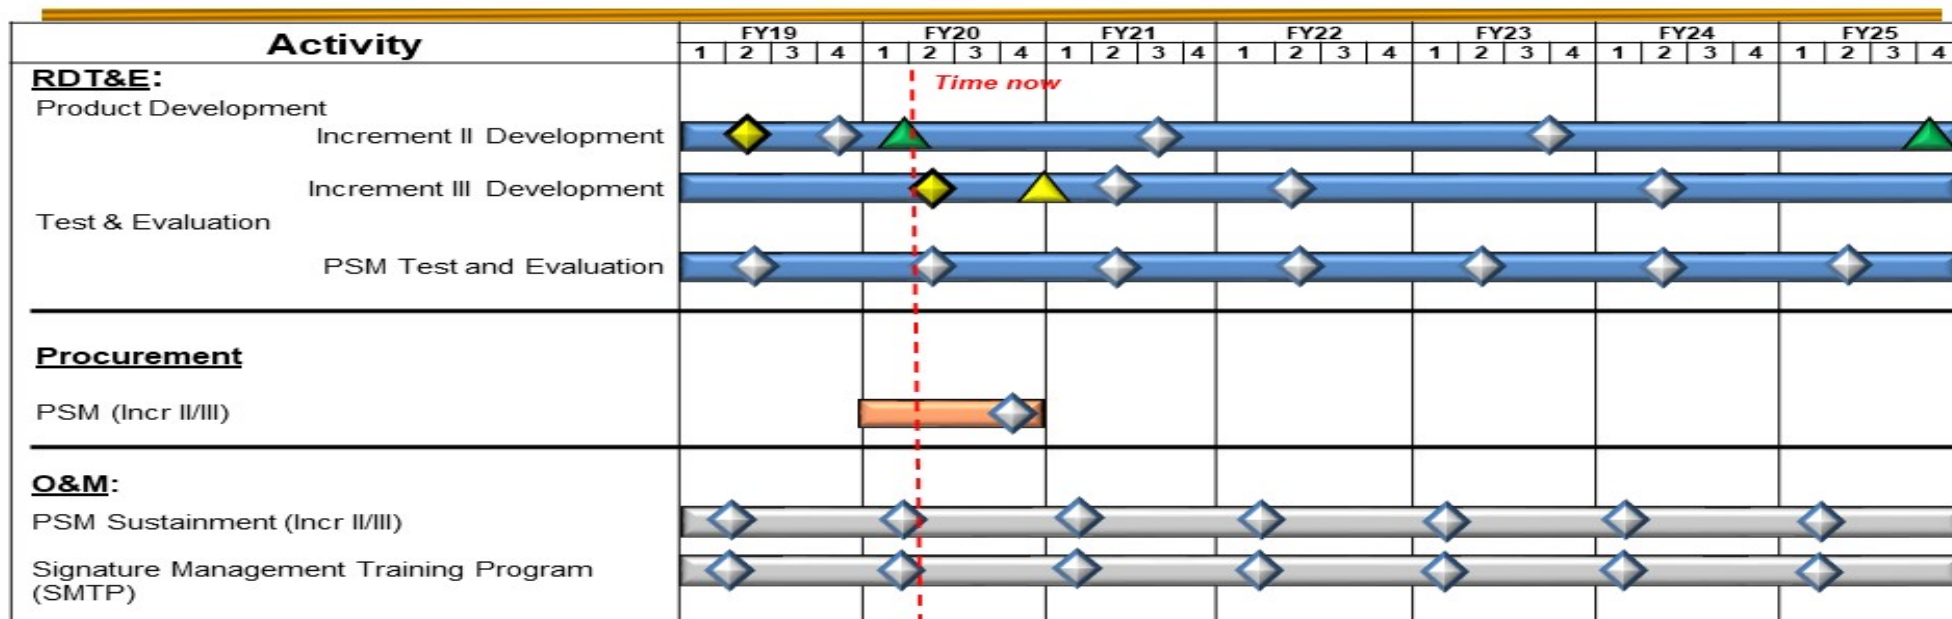 Activity
FY19 FY20 FY21 FY22 FY23 FY24 FY25
1 2 3 4 1 2 3 4 1 2 3 4 1 2 3 4 1 2 3 4 1 2 3 4 1 2 3 4
RDT&E:
Time now
Product Development
Increment II Development
Increment III Development
Test & Evaluation
PSM Test and Evaluation
Procurement
PSM (Incr II/III)
O&M:
PSM Sustainment (Incr II/III)
Signature Management Training Program
(SMTP)